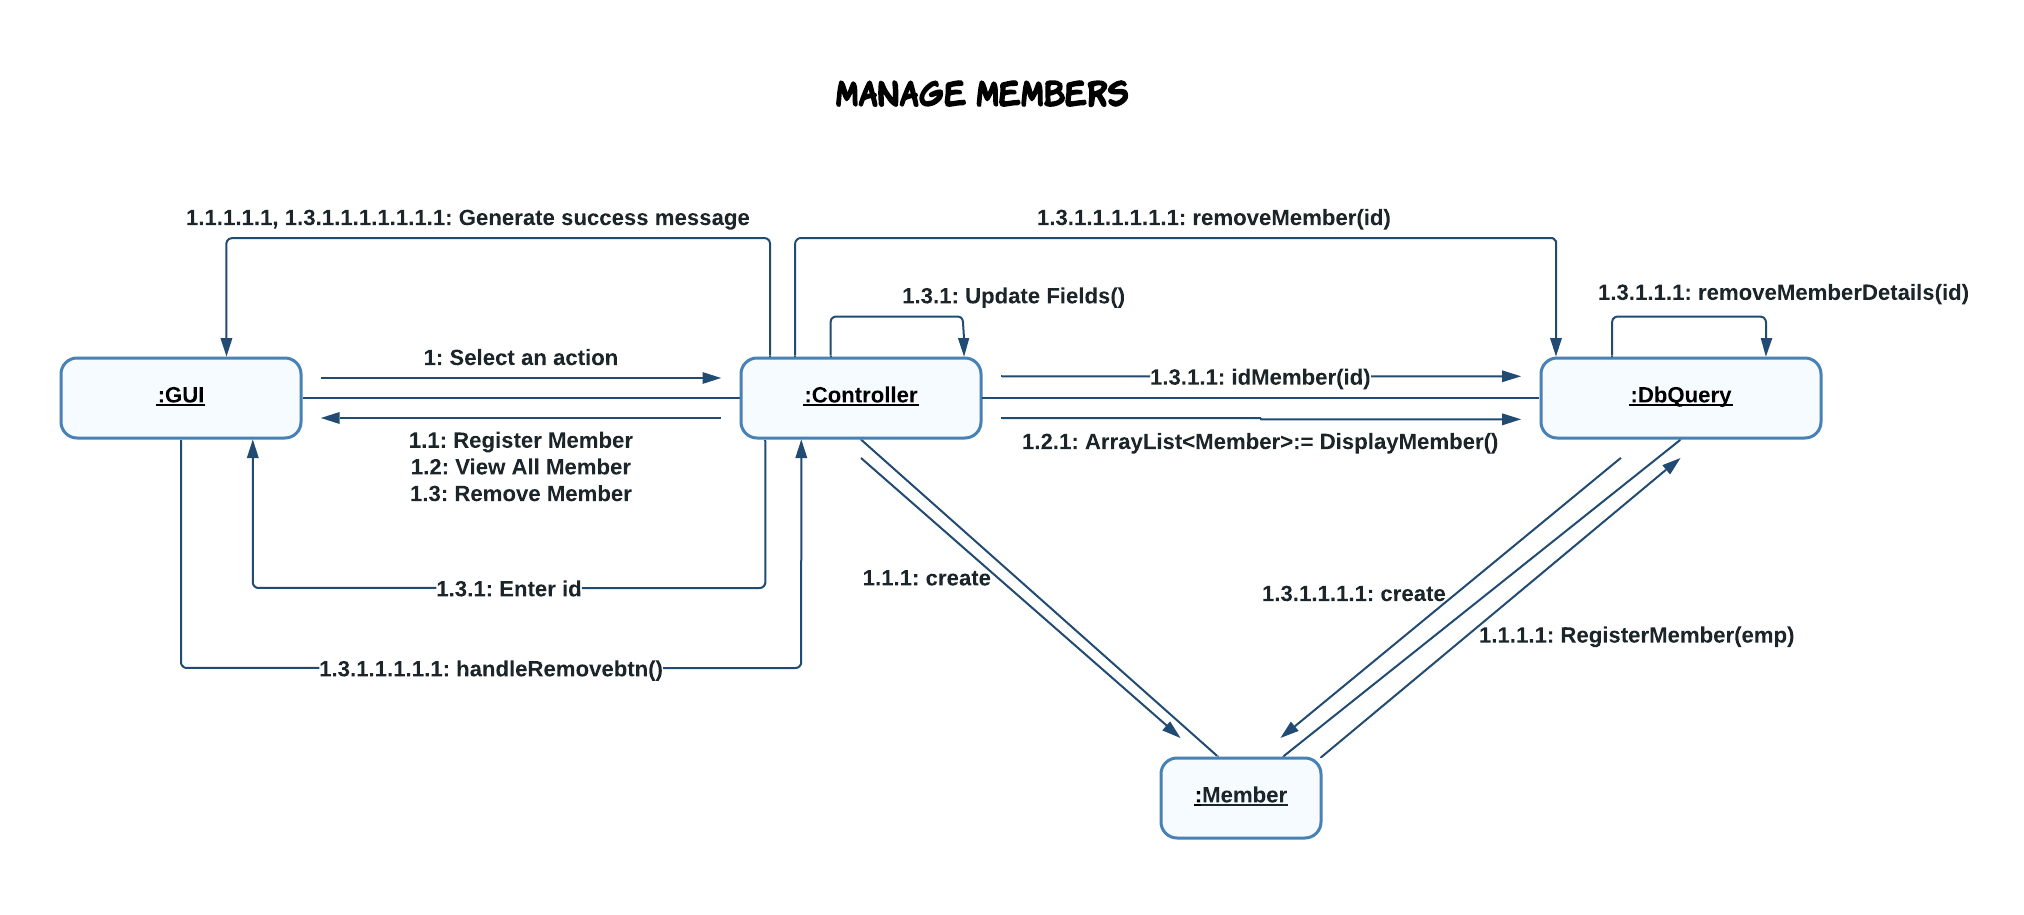 MANAGE MEMBERS
1.1.1.1.1, 1.3.1.1.1.1.1.1.1: Generate success message
1.3.1.1.1.1.1.1: removeMember(id)
1.3.1: Update Fields()
1.3.1.1.1: removeMemberDetails(id)
1: Select an action
1.3.1.1: idMember(id)
:GUI
:Controller
:DbQuery
1.1: Register Member
1.2: View All Member
1.3: Remove Member
1.2.1: ArrayList<Member>:= DisplayMember()
1.3.1: Enter id
1.1.1: create
1.3.1.1.1.1: create
1.1.1.1: RegisterMember(emp)
1.3.1.1.1.1.1: handleRemovebtn()
:Member